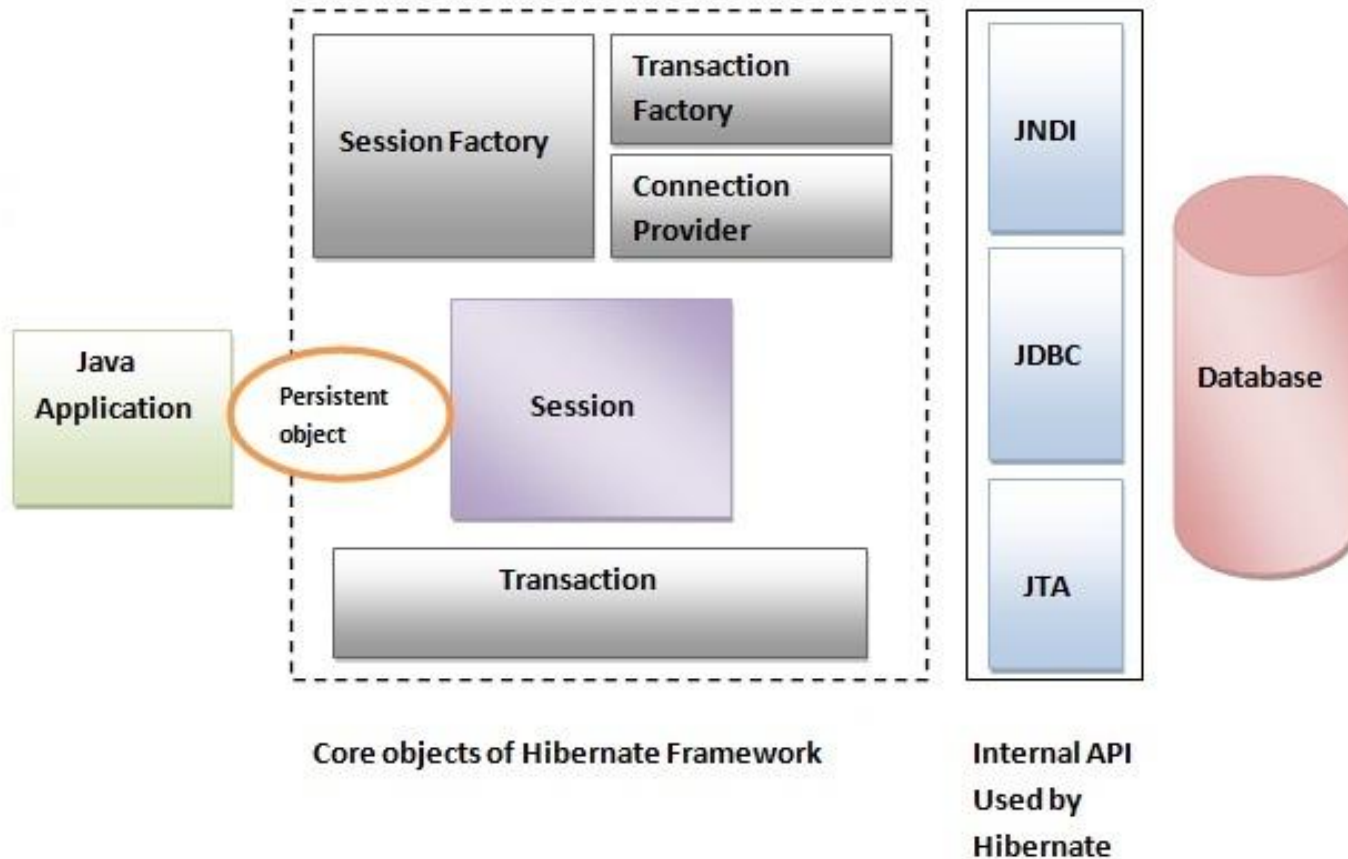 Session Factory
Transaction
Factory
Connection
Provider
Java
Application
Persistent
object
Session
Transaction
JNDI
JDBC
JTA
Database
Core objects of Hibernate Framework
Internal API
Used by
Hibernate